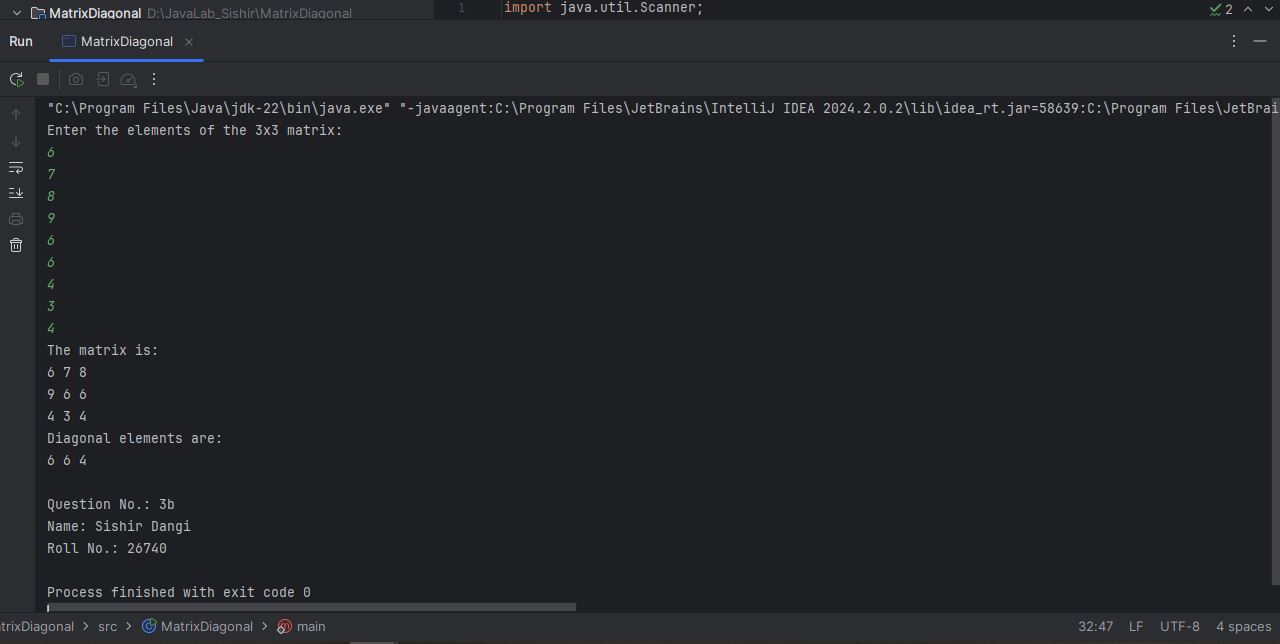 MatrixDiagonal D:\JavaLab_Sishir\MatrixDiagonal
1 import java.util.Scanner;
2
Run MatrixDiagonal
"C:\Program Files\Java\jdk-22\bin\java.exe" "-javaagent:C:\Program Files\JetBrains\IntelliJ IDEA 2024.2.0.2\lib\idea_rt.jar=58639:C:\Program Files\JetBrai
Enter the elements of the 3x3 matrix:
6
7
8
9
6
6
4
3
4
The matrix is:
6 7 8
9 6 6
4 3 4
Diagonal elements are:
6 6 4
Question No.: 3b
Name: Sishir Dangi
Roll No.: 26740
Process finished with exit code 0
atrixDiagonal > src > MatrixDiagonal > main 32:47 LF UTF-8 4 spaces